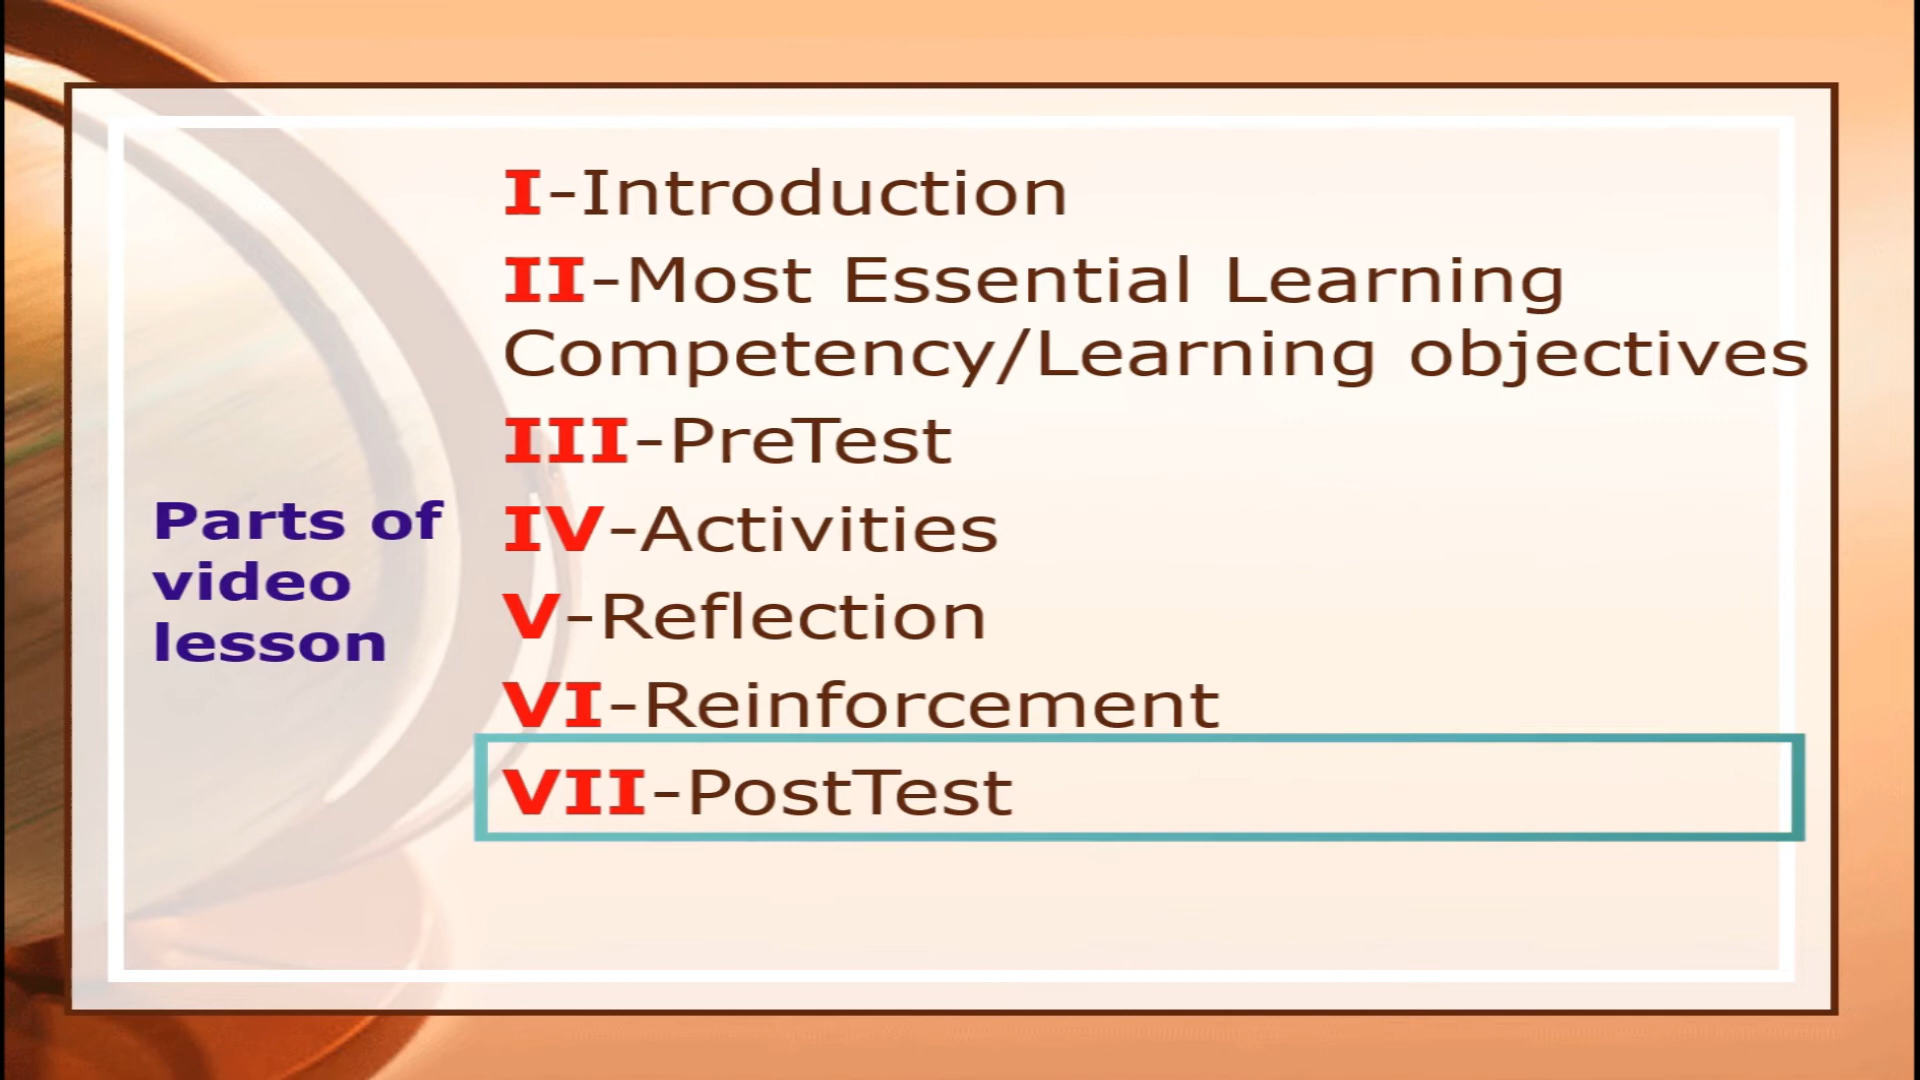 Parts of
video
lesson
I-Introduction
II-Most Essential Learning
Competency/Learning objectives
III-PreTest
IV-Activities
V-Reflection
VI-Reinforcement
VII-PostTest